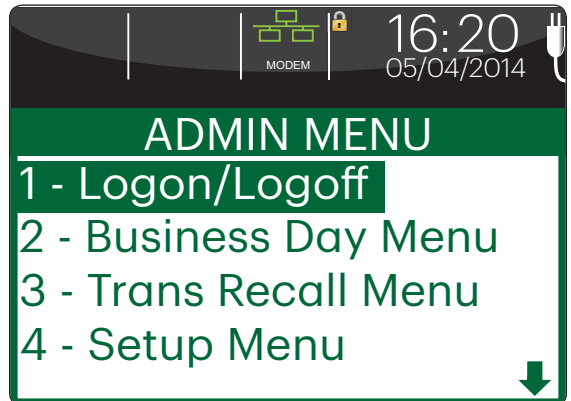 16:20
MODEM
05/04/2014
ADMIN MENU
1 - Logon/Logoff
2 - Business Day Menu
3 - Trans Recall Menu
4 - Setup Menu